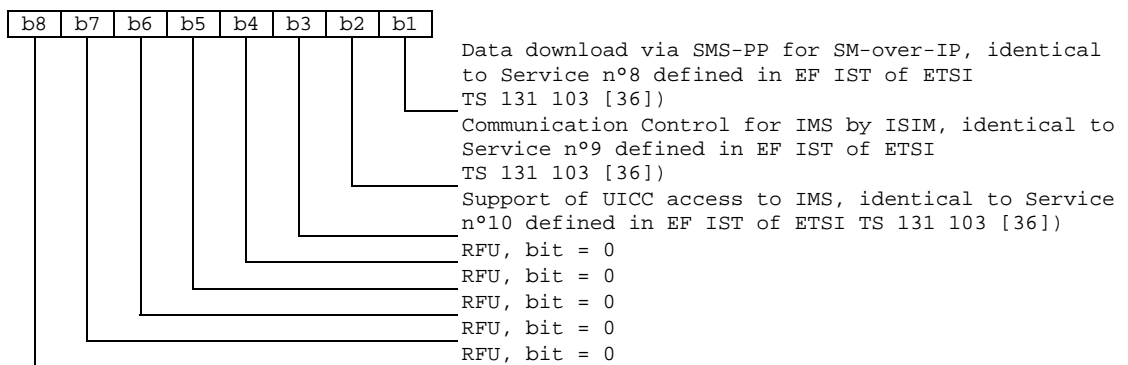 b8 b7 b6 b5 b4 b3 b2 b1
Data download via SMS-PP for SM-over-IP, identical
to Service n°8 defined in EF IST of ETSI
TS 131 103 [36])
Communication Control for IMS by ISIM, identical to
Service n°9 defined in EF IST of ETSI
TS 131 103 [36])
Support of UICC access to IMS, identical to Service
n°10 defined in EF IST of ETSI TS 131 103 [36])
RFU, bit = 0
RFU, bit = 0
RFU, bit = 0
RFU, bit = 0
RFU, bit = 0